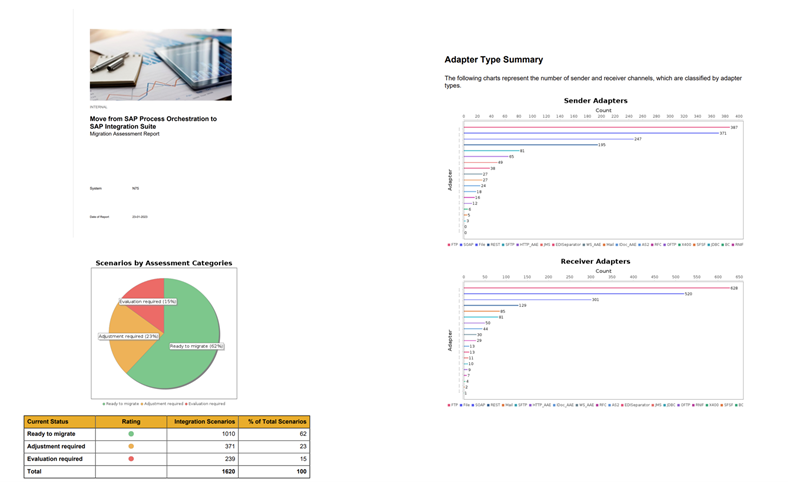 INTERNAL
Move from SAP Process Orchestration to
SAP Integration Suite
Migration Assessment Report
System
Date of Report
Scenarios by Assessment Categories
Evaluation required (15%)
Adjustment required (23%)
Ready to migrate (62%)
Ready to migrate Adjustment required Evaluation required
Current Status Rating Integration Scenarios % of Total Scenarios
Ready to migrate 1010 62
Adjustment required 371 23
Evaluation required 239 15
Total 1620 100
Adapter Type Summary
The following charts represent the number of sender and receiver channels, which are classified by adapter
types.
Sender Adapters
Count
0 20 40 60 80 100 120 140 160 180 200 220 240 260 280 300 320 340 360 380 400
Adapter
387
371
247
195
81
65
49
38
27
27
24
18
16
12
6
5
3
0
0
FTP SOAP File REST SFTP HTTP_AAE JMS EDISeparator MS_AAE Mail IDoc_AAE AS2 RFC SFTP X400 SFSF JDBC BC RNIF
Receiver Adapters
Count
0 50 100 150 200 250 300 350 400 450 500 550 600 650
Adapter
628
520
301
129
85
81
50
44
30
29
13
13
11
10
8
7
4
2
1
FTP File SOAP REST Mail SFTP HTTP_AAE IDoc_AAE MS_AAE RFC AS2 EDISeparator JMS JDBC SFTP RNIF X400 SFSF BC